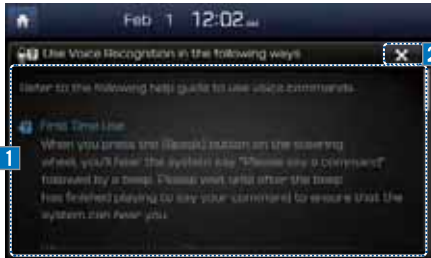 Feb 1 12:02 AM
Use Voice Recognition in the following ways
2
Refer to the following help guide to use voice commands.
First Time Use
When you press the [Speak] button on the steering
wheel, you'll hear the system say "Please say a command"
1
followed by a beep. Please wait until after the beep
has finished playing to say your command to ensure that the
system can hear you.